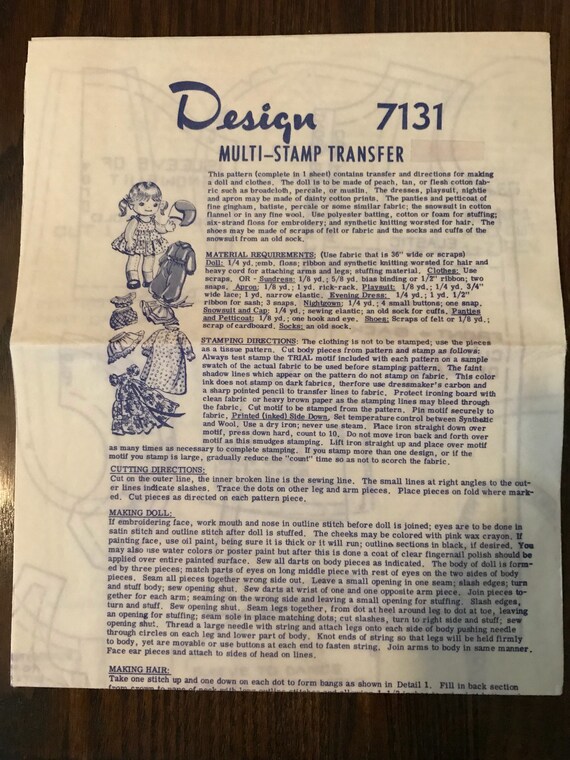 Design 7131
MULTI-STAMP TRANSFER
This pattern (complete in 1 sheet) contains transfer and directions for making
a doll and clothes. The doll is to be made of peach, tan, or flesh cotton fab-
ric such as broadcloth, percale, or muslin. The dresses, playsuit, nightie
and apron may be made of dainty cotton prints. The panties and petticoat of
fine gingham, batiste, percale or some similar fabric; the snowsuit in cotton
flannel or in any fine wool. Use polyester batting, cotton or foam for stuffing;
six-strand floss for embroidery; and synthetic knitting worsted for hair. The
shoes may be made of scraps of felt or fabric and the socks and cuffs of the
snowsuit from an old sock.
MATERIAL REQUIREMENTS: (Use fabric that is 36" wide or scraps)
Doll: 1/4 yd., emb. floss; ribbon and synthetic knitting worsted for hair and
heavy cord for attaching arms and legs; stuffing material. Clothes: Use
scraps, OR - Sundress: 1/8 yd.; 5/8 yd. bias binding or 1/2" ribbon; two
snaps. Apron: 1/8 yd.; 1 yd. rick-rack. Playsuit: 1/8 yd.; 1/4 yd. 3/4"
wide lace; 1 yd. narrow elastic. Evening Dress: 1/4 yd.; 1 yd. 1/2"
ribbon for sash; 3 snaps. Nightgown: 1/4 yd.; 4 small buttons; one snap.
Snowsuit and Cap: 1/4 yd.; sewing elastic; an old sock for cuffs. Panties
and Petticoat: 1/8 yd.; one hook and eye. Shoes: Scraps of felt or 1/8 yd.;
scrap of cardboard. Socks: an old sock.
STAMPING DIRECTIONS: The clothing is not to be stamped; use the pieces
as a tissue pattern. Cut body pieces from pattern and stamp as follows:
Always test stamp the TRIAL motif included with each pattern on a sample
swatch of the actual fabric to be used before stamping pattern. The faint
shadow lines which appear on the pattern do not stamp on fabric. This color
ink does not stamp on dark fabrics, therfore use dressmaker's carbon and
a sharp pointed pencil to transfer lines to fabric. Protect ironing board with
clean fabric or heavy brown paper as the stamping lines may bleed through
the fabric. Cut motif to be stamped from the pattern. Pin motif securely to
fabric, Printed (inked) Side Down. Set temperature control between Synthetic
and Wool. Use a dry iron; never use steam. Place iron straight down over
motif, press down hard, count to 10. Do not move iron back and forth over
motif as this smudges stamping. Lift iron straight up and place over motif
as many times as necessary to complete stamping. If you stamp more than one design, or if the
motif you stamp is large, gradually reduce the "count" time so as not to scorch the fabric.
CUTTING DIRECTIONS:
Cut on the outer line, the inner broken line is the sewing line. The small lines at right angles to the out-
er lines indicate slashes. Trace the dots on other leg and arm pieces. Place pieces on fold where mark-
ed. Cut pieces as directed on each pattern piece.
MAKING DOLL:
If embroidering face, work mouth and nose in outline stitch before doll is joined; eyes are to be done in
satin stitch and outline stitch after doll is stuffed. The cheeks may be colored with pink wax crayon. If
painting face, use oil paint, being sure it is thick or it will run; outline sections in black, if desired. You
may also use water colors or poster paint but after this is done a coat of clear fingernail polish should be
applied over entire painted surface. Sew all darts on body pieces as indicated. The body of doll is form-
ed by three pieces; match parts of eyes on long middle piece with rest of eyes on the two sides of body
pieces. Seam all pieces together wrong side out. Leave a small opening in one seam; slash edges; turn
and stuff body; sew opening shut. Sew darts at wrist of one and one opposite arm piece. Join pieces to-
gether for each arm; seaming on the wrong side and leaving a small opening for stuffing. Slash edges,
turn and stuff. Sew opening shut. Seam legs together, from dot at heel around leg to dot at toe, leaving
an opening for stuffing; seam sole in place matching dots; cut slashes, turn to right side and stuff; sew
opening shut. Thread a large needle with string and attach legs onto each side of body pushing needle
through circles on each leg and lower part of body. Knot ends of string so that legs will be held firmly
to body, yet are movable or use buttons at each end to fasten string. Join arms to body in same manner.
Face ear pieces and attach to sides of head on lines.
MAKING HAIR:
Take one stitch up and one down on each dot to form bangs as shown in Detail 1. Fill in back section